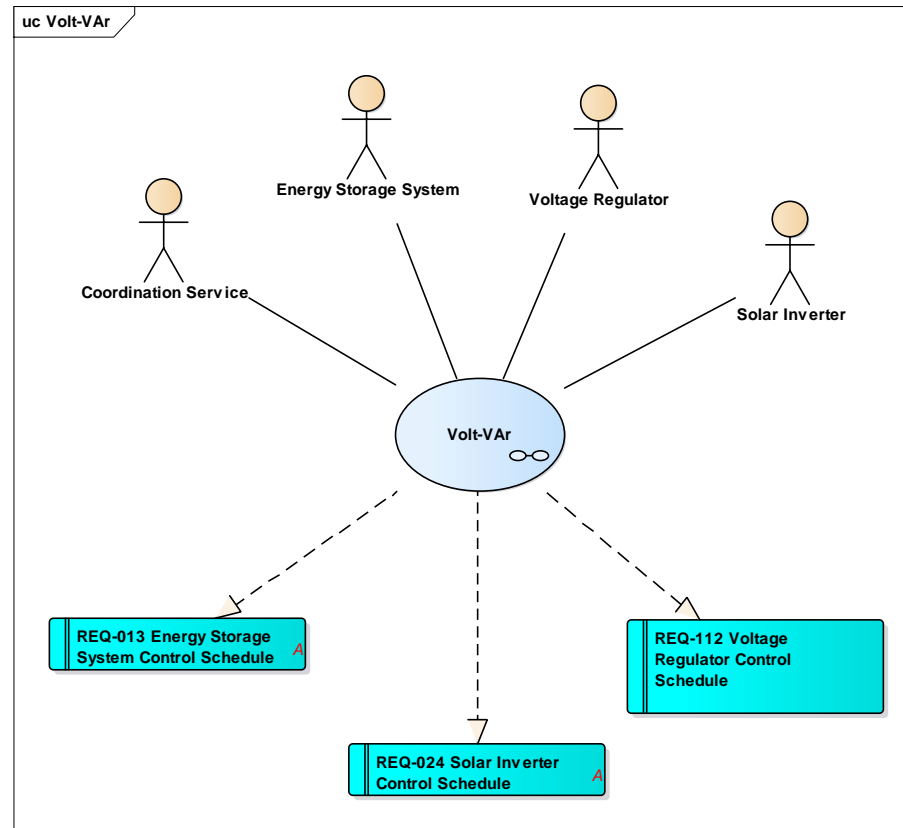 uc Volt-VAr
Energy Storage System
Voltage Regulator
Coordination Service
Solar Inverter
Volt-VAr
REQ-013 Energy Storage
System Control Schedule
A
REQ-112 Voltage
Regulator Control
Schedule
REQ-024 Solar Inverter
Control Schedule
A